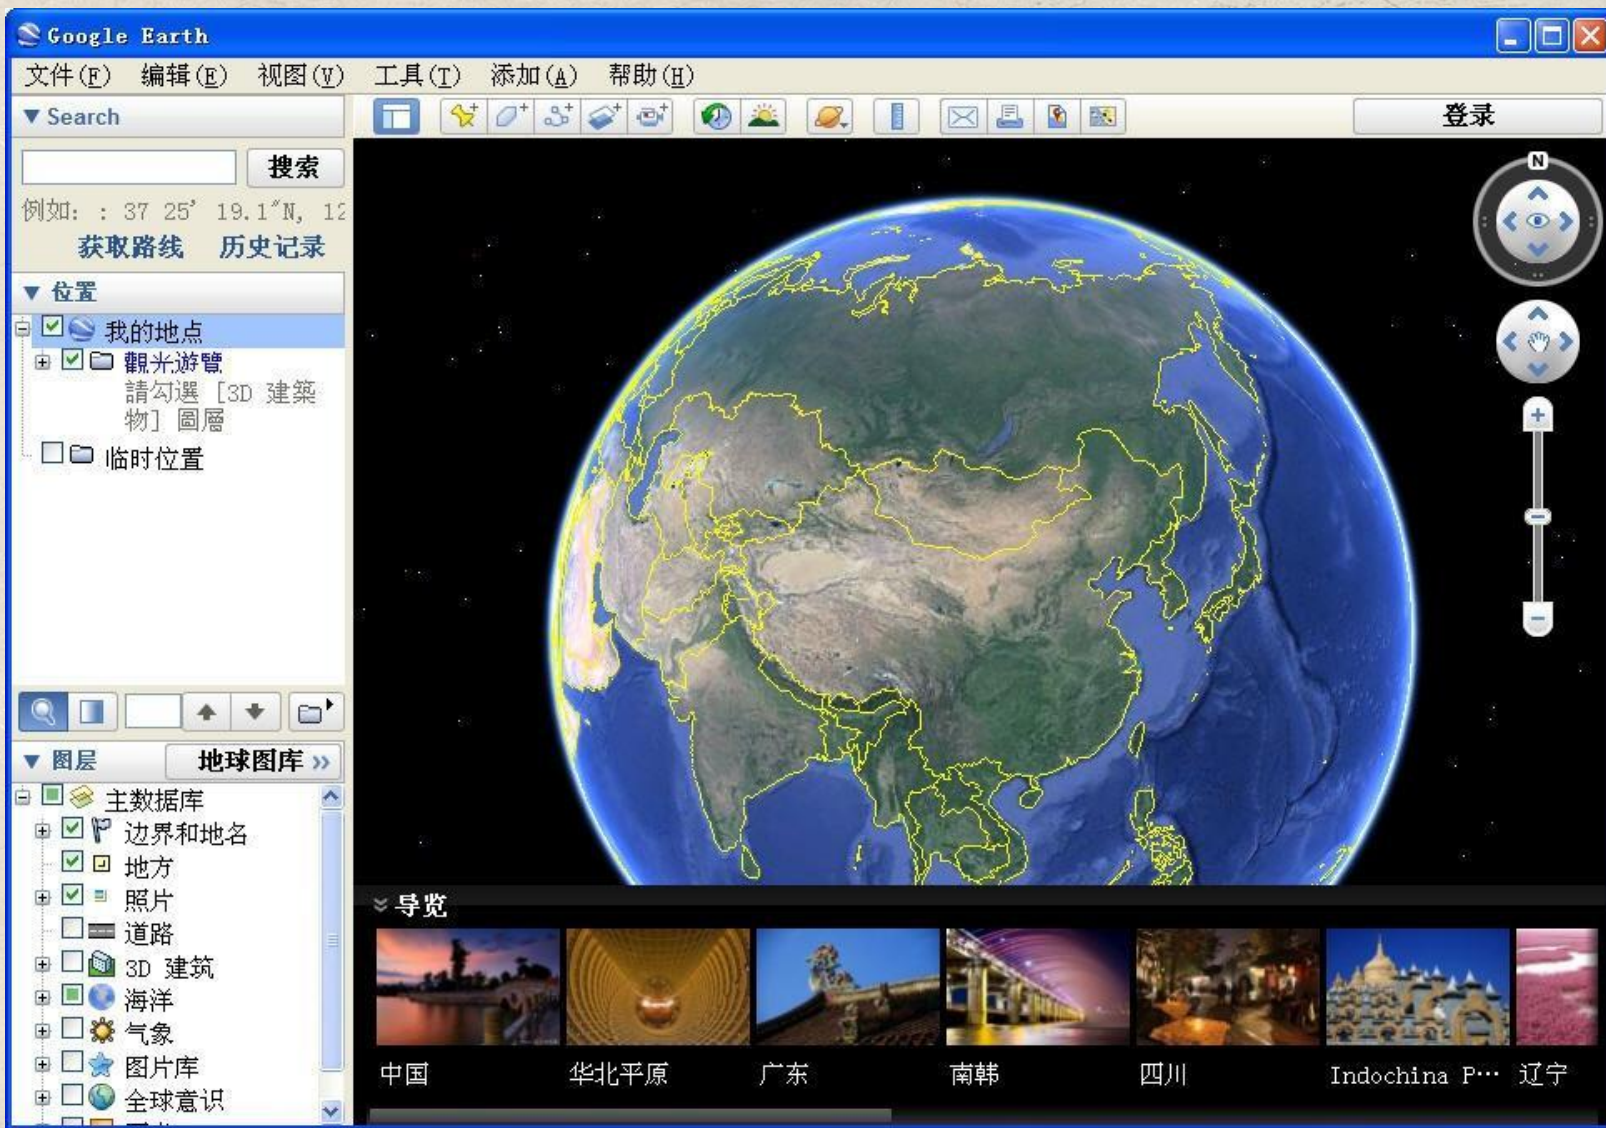 Google Earth
文件(F) 编辑(E) 视图(V) 工具(T) 添加(A) 帮助(H)
Search
登录
搜索
例如: : 37 25' 19.1"N, 12
获取路线 历史记录
位置
我的地点
觀光遊覽
請勾選 [3D 建築
物] 圖層
临时位置
N
图层 地球图库 »
主数据库
边界和地名
地方
照片
道路
3D 建筑
海洋
气象
图片库
全球意识
导览
中国 华北平原 广东 南韩 四川 Indochina P… 辽宁